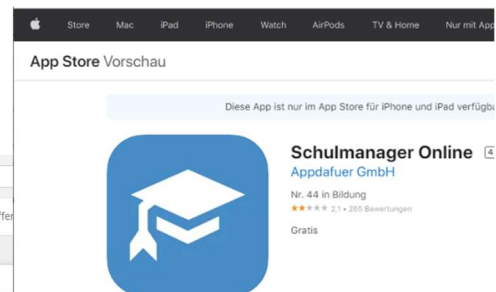 Store Mac iPad iPhone Watch AirPods TV & Home Nur mit App
App Store Vorschau
Diese App ist nur im App Store für iPhone und iPad verfügba
Schulmanager Online 4
Appdafuer GmbH
Nr. 44 in Bildung
★★★★★ 2,1 • 265 Bewertungen
Gratis